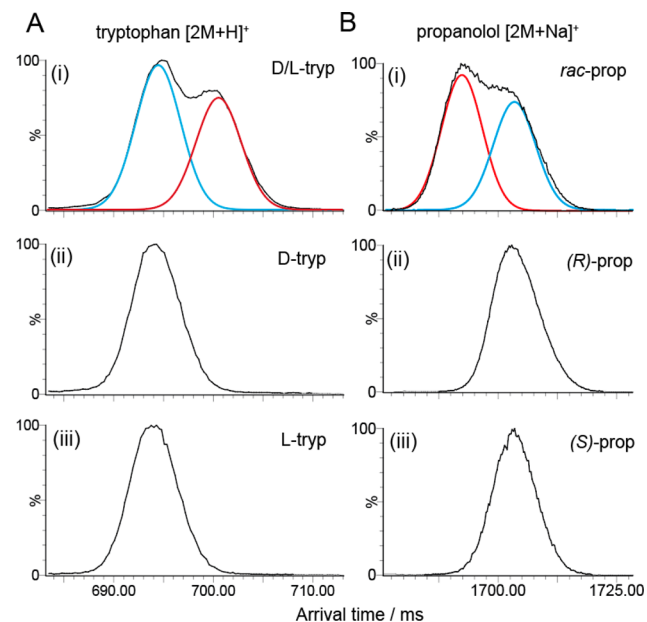 A
tryptophan [2M+H]⁺
B
propanolol [2M+Na]⁺
100
(i)
D/L-tryp
%
0
100
(i)
rac-prop
%
0
100
(ii)
D-tryp
%
0
100
(ii)
(R)-prop
%
0
100
(iii)
L-tryp
%
0
690.00 700.00 710.00
100
(iii)
(S)-prop
%
0
1700.00 1725.00
Arrival time / ms